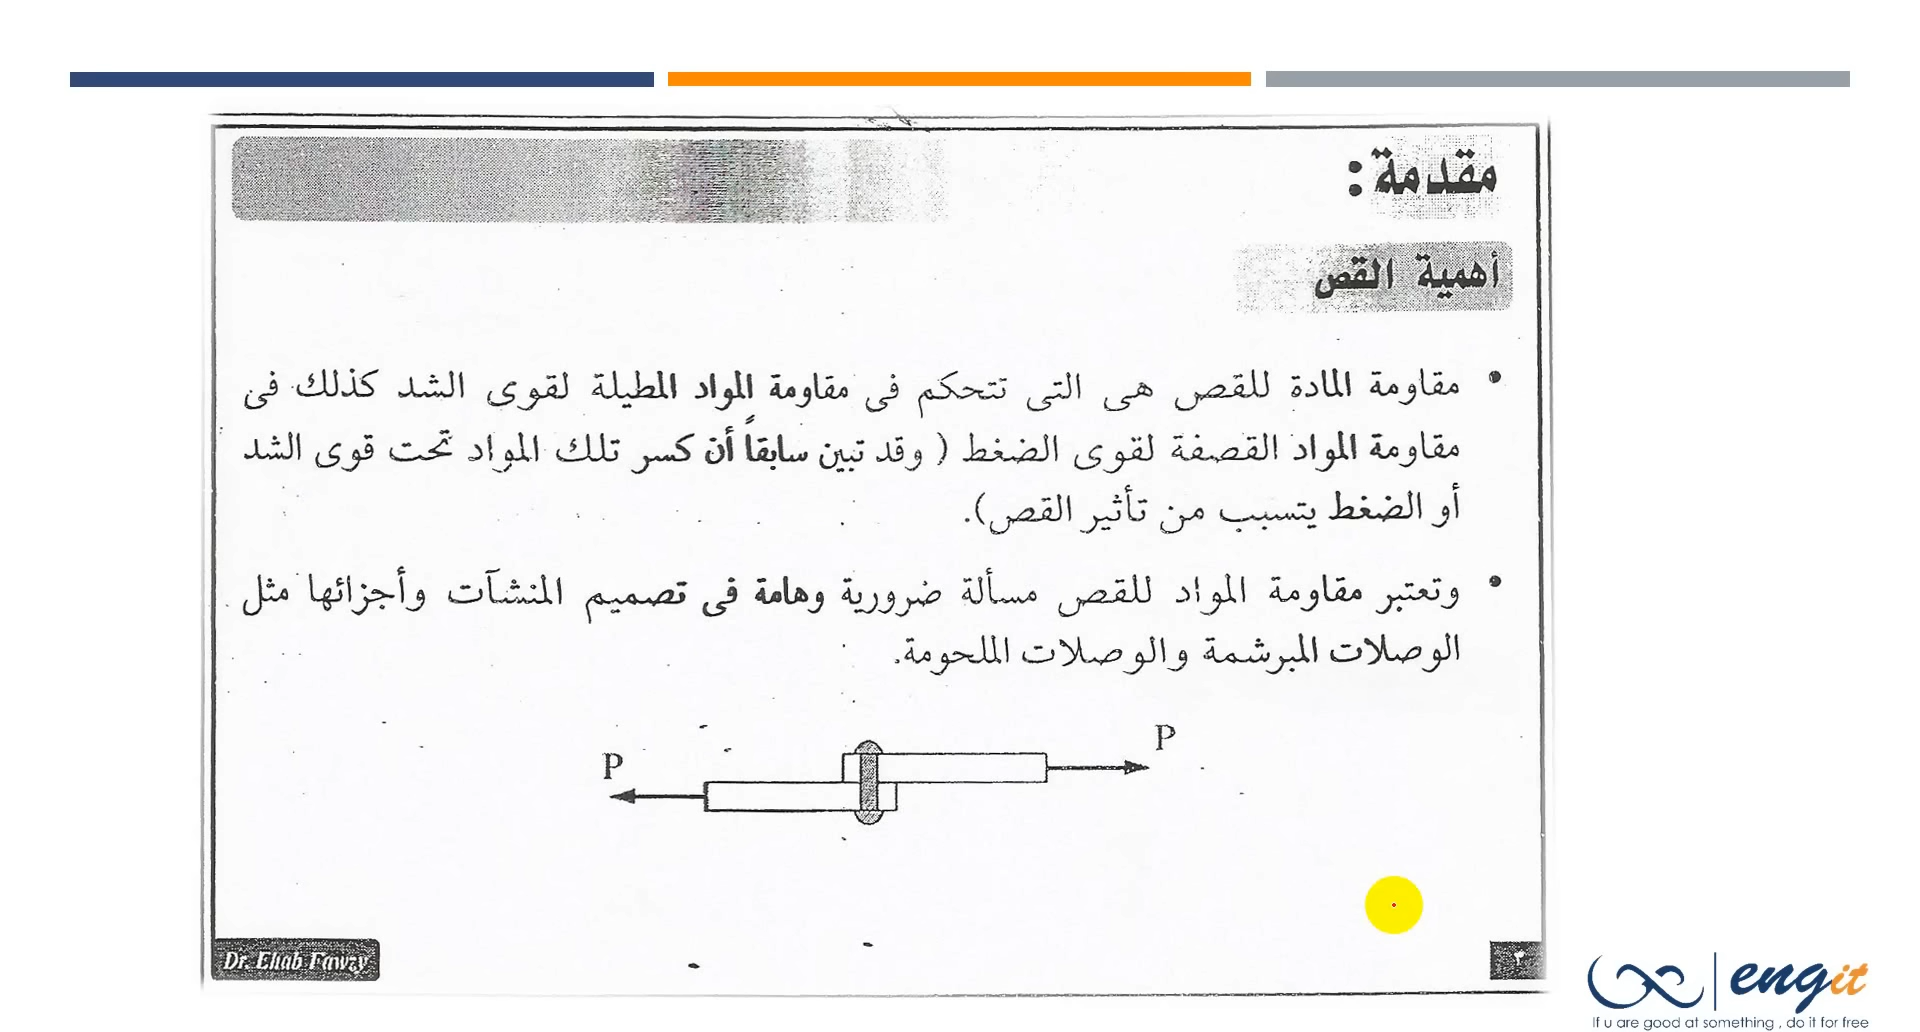 مقدمة:
أهمية القص
• مقاومة المادة للقص هى التى تتحكم فى مقاومة المواد المطيلة لقوى الشد كذلك فى
مقاومة المواد القصفة لقوى الضغط ( وقد تبين سابقاً أن كسر تلك المواد تحت قوى الشد
أو الضغط يتسبب من تأثير القص).
• وتعتبر مقاومة المواد للقص مسألة ضرورية وهامة فى تصميم المنشآت وأجزائها مثل
الوصلات المبرشمة والوصلات الملحومة.
P
P
Dr. Ehab Fawzy
٣
engit
If u are good at something , do it for free